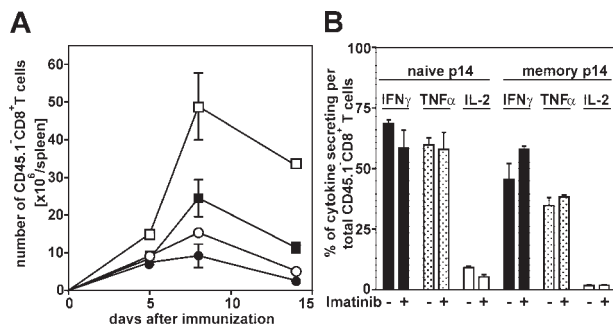 A
number of CD45.1⁻CD8⁺T cells
[x10⁶/spleen]
60
50
40
30
20
10
0
0 5 10 15
days after immunization
B
% of cytokine secreting per
total CD45.1⁻CD8⁺ T cells
100
75
50
25
0
naive p14 memory p14
IFNγ TNFα IL-2 IFNγ TNFα IL-2
Imatinib - + - + - + - + - + - +